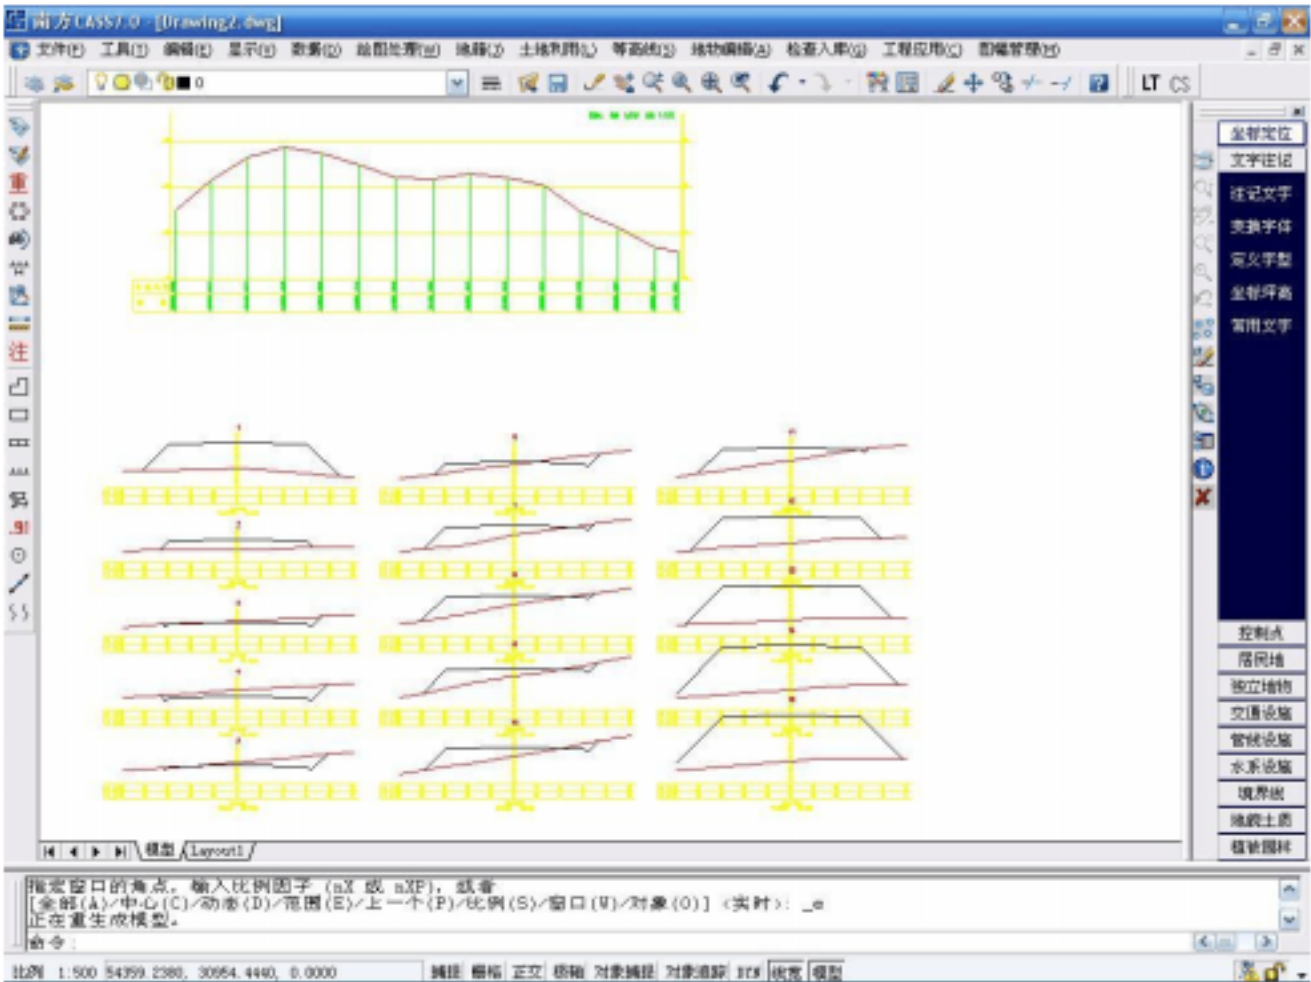 南方CASS7.0 - [Drawing2.dwg]
文件(F) 工具(T) 编辑(E) 显示(V) 数据(D) 绘图处理(W) 地籍(J) 土地利用(L) 等高线(S) 地物编辑(A) 检查入库(G) 工程应用(C) 图幅管理(M)
0
LT CS
坐标定位
文字注记
注记文字
变换字体
定义字型
坐标坪高
常用文字
重
注
.91
控制点
居民地
独立地物
交通设施
管线设施
水系设施
境界线
地貌土质
植被园林
模型 Layout1
指定窗口的角点，输入比例因子 (nX 或 nXP)，或者
[全部(A)/中心(C)/动态(D)/范围(E)/上一个(P)/比例(S)/窗口(W)/对象(O)] <实时>: _e
正在重生成模型。
命令:
比例 1:500 54359.2380, 30954.4440, 0.0000 捕捉 栅格 正交 极轴 对象捕捉 对象追踪 DYN 线宽 模型